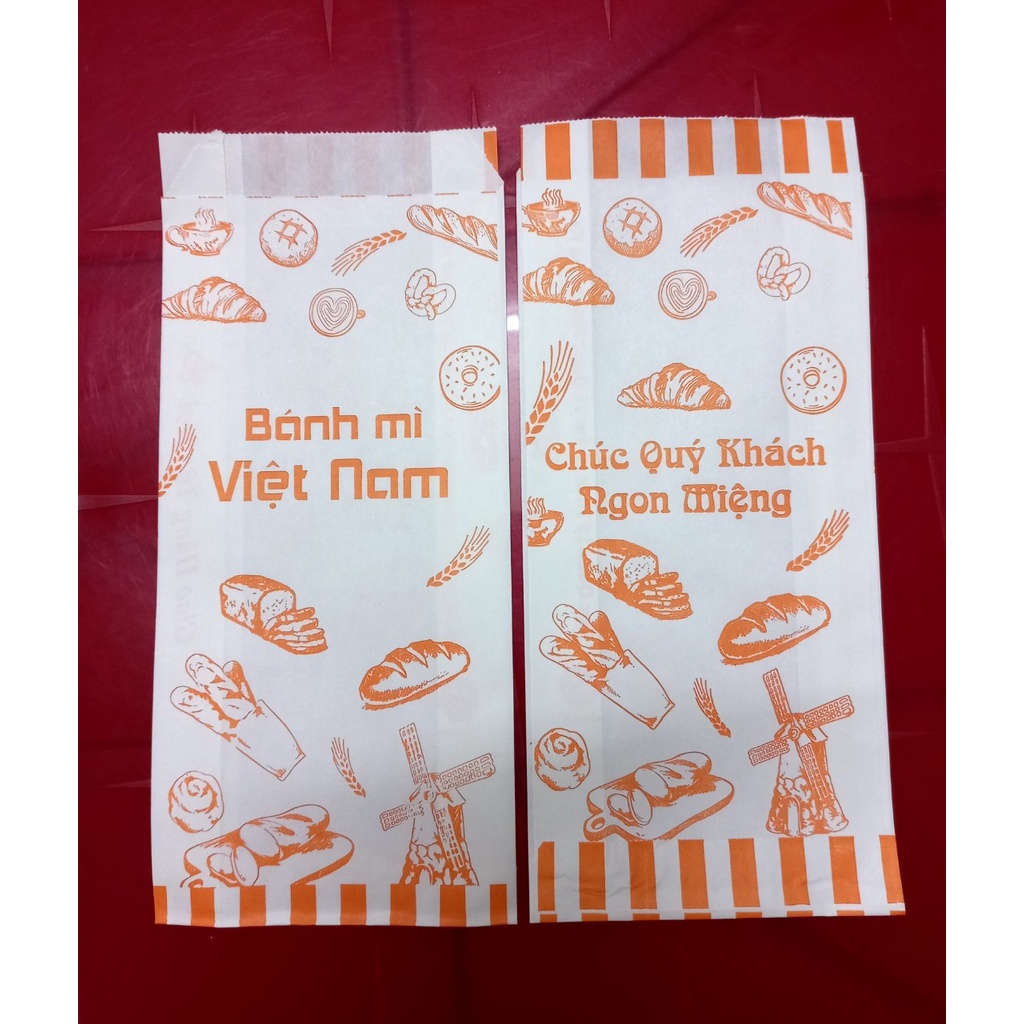 Bánh mì
Việt Nam
Chúc Quý Khách
Ngon Miệng